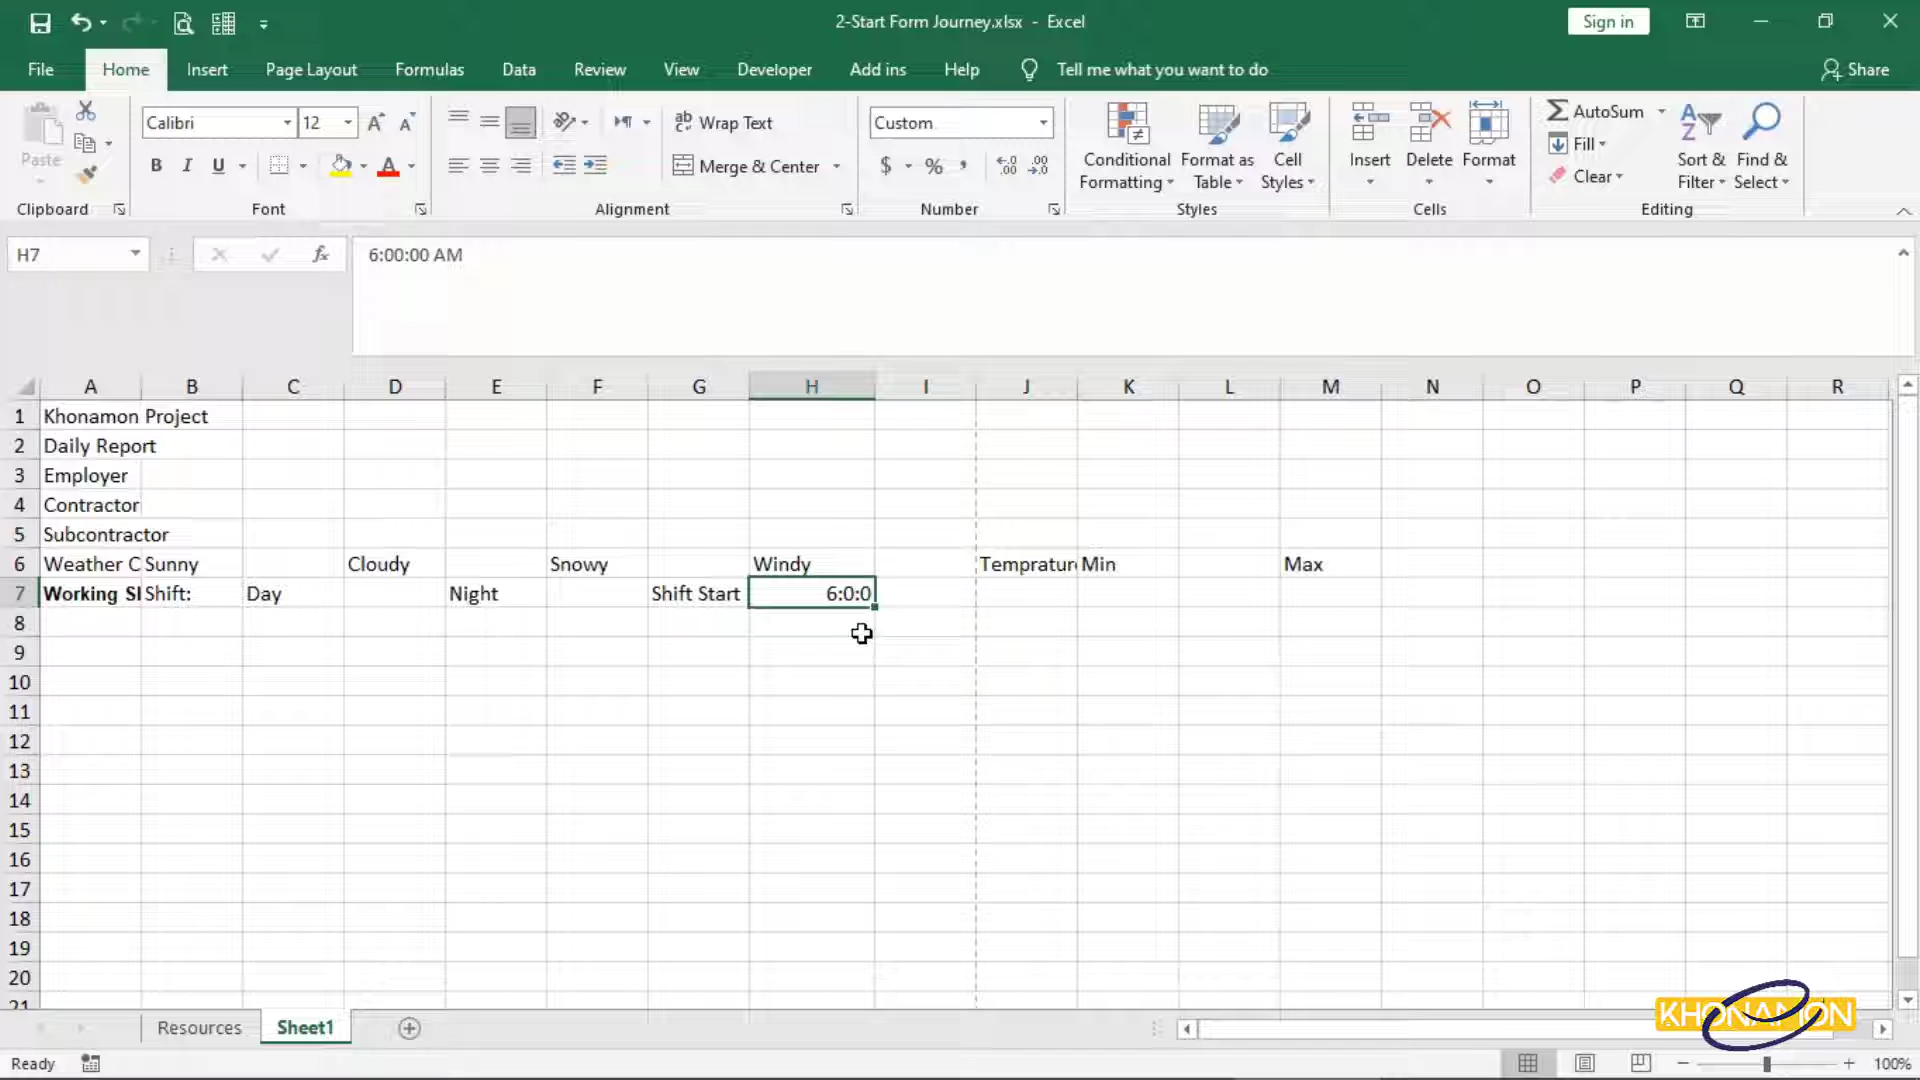 2-Start Form Journey.xlsx - Excel
Sign in
File Home Insert Page Layout Formulas Data Review View Developer Add ins Help Tell me what you want to do Share
Paste
Clipboard
Calibri 12
B I U
Font
Wrap Text
Merge & Center
Alignment
Custom
$ % ,
Number
Conditional Formatting
Format as Table
Cell Styles
Styles
Insert Delete Format
Cells
AutoSum
Fill
Clear
Sort & Filter
Find & Select
Editing
H7 fx 6:00:00 AM
A B C D E F G H I J K L M N O P Q R
1 Khonamon Project
2 Daily Report
3 Employer
4 Contractor
5 Subcontractor
6 Weather C Sunny Cloudy Snowy Windy Tempratur Min Max
7 Working Sl Shift: Day Night Shift Start 6:0:0
8
9
10
11
12
13
14
15
16
17
18
19
20
21
Resources Sheet1
KHONAMON
Ready 100%